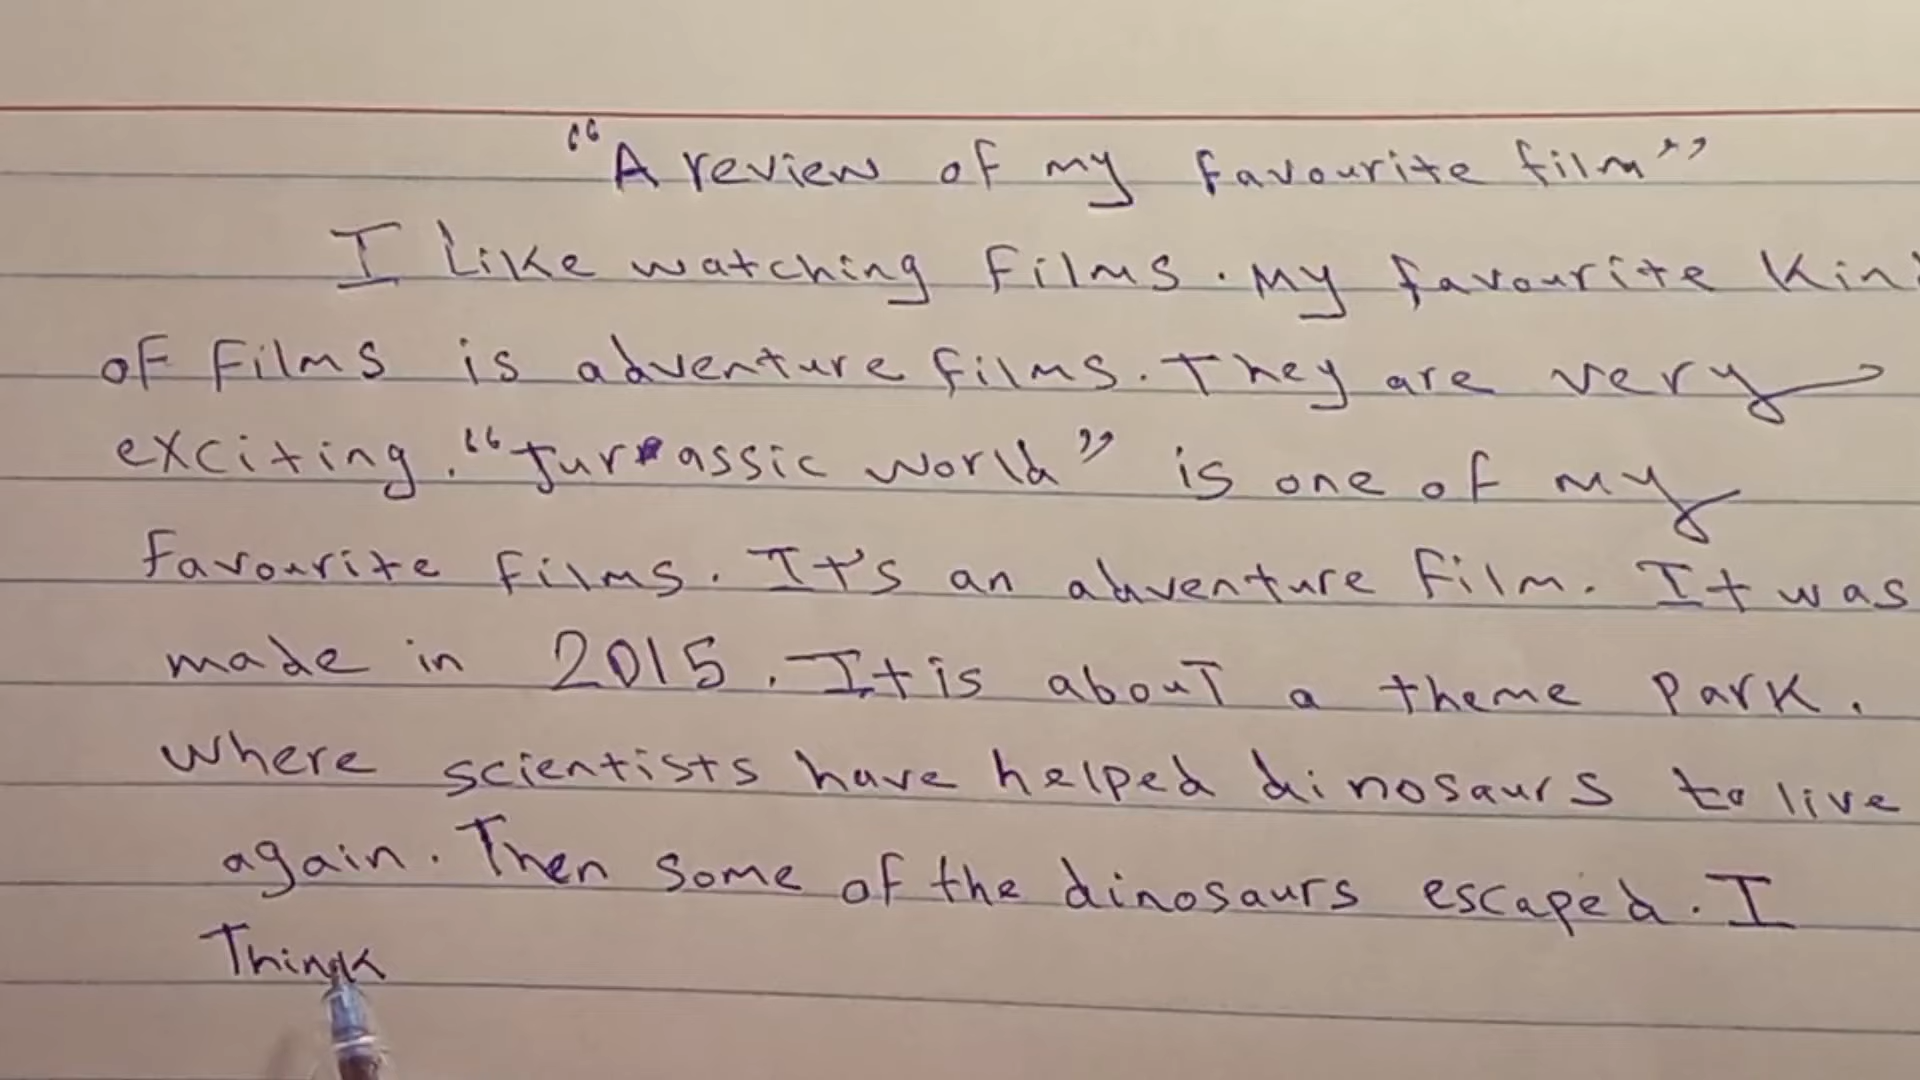 "A review of my favourite film"
I Like watching films. My favourite Kind
of films is adventure films. They are very
exciting. "Jurassic world" is one of my
favourite films. It's an adventure film. It was
made in 2015. It is about a theme park.
where scientists have helped dinosaurs to live
again. Then some of the dinosaurs escaped. I
Think